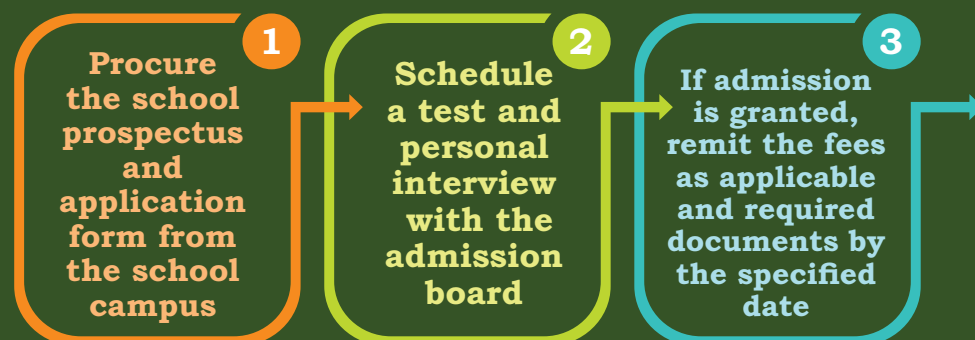 1
Procure
the school
prospectus
and
application
form from
the school
campus
2
Schedule
a test and
personal
interview
with the
admission
board
3
If admission
is granted,
remit the fees
as applicable
and required
documents by
the specified
date